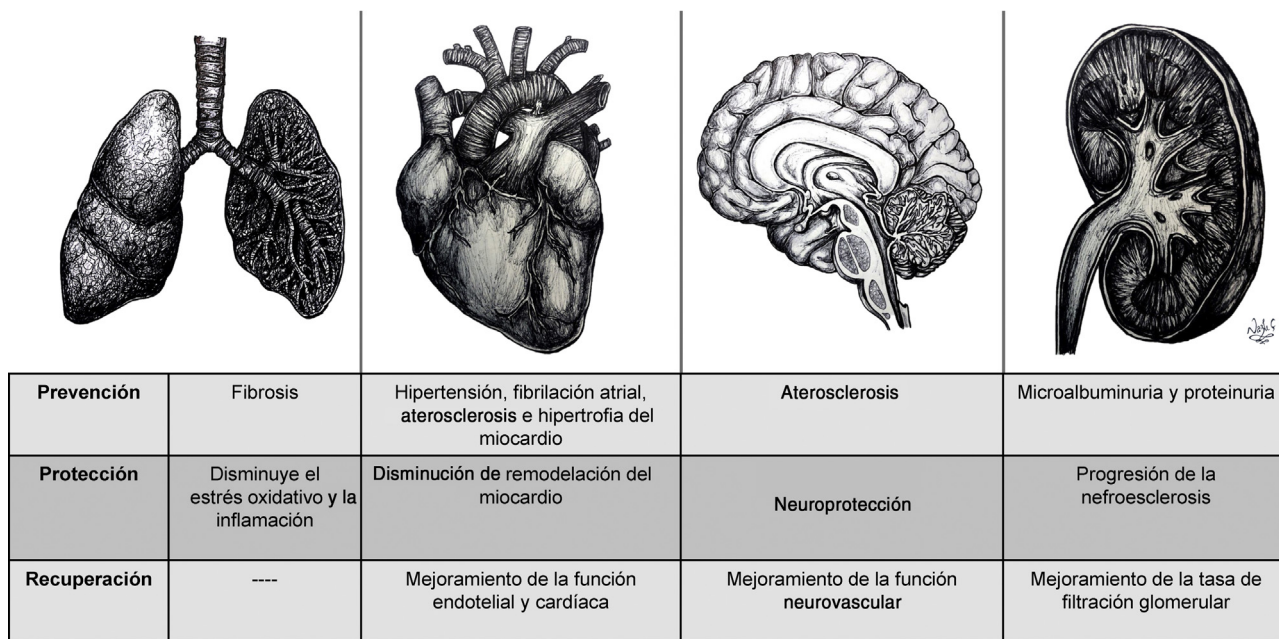 Prevención
Fibrosis
Hipertensión, fibrilación atrial,
aterosclerosis e hipertrofia del
miocardio
Aterosclerosis
Microalbuminuria y proteinuria
Protección
Disminuye el
estrés oxidativo y la
inflamación
Disminución de remodelación del
miocardio
Neuroprotección
Progresión de la
nefroesclerosis
Recuperación
----
Mejoramiento de la función
endotelial y cardíaca
Mejoramiento de la función
neurovascular
Mejoramiento de la tasa de
filtración glomerular